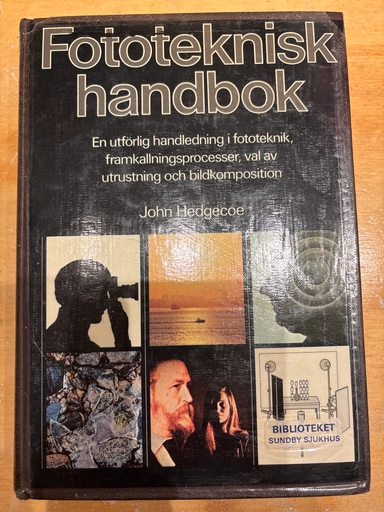 Fototeknisk
handbok
En utförlig handledning i fototeknik,
framkallningsprocesser, val av
utrustning och bildkomposition
John Hedgecoe
BIBLIOTEKET
SUNDBY SJUKHUS